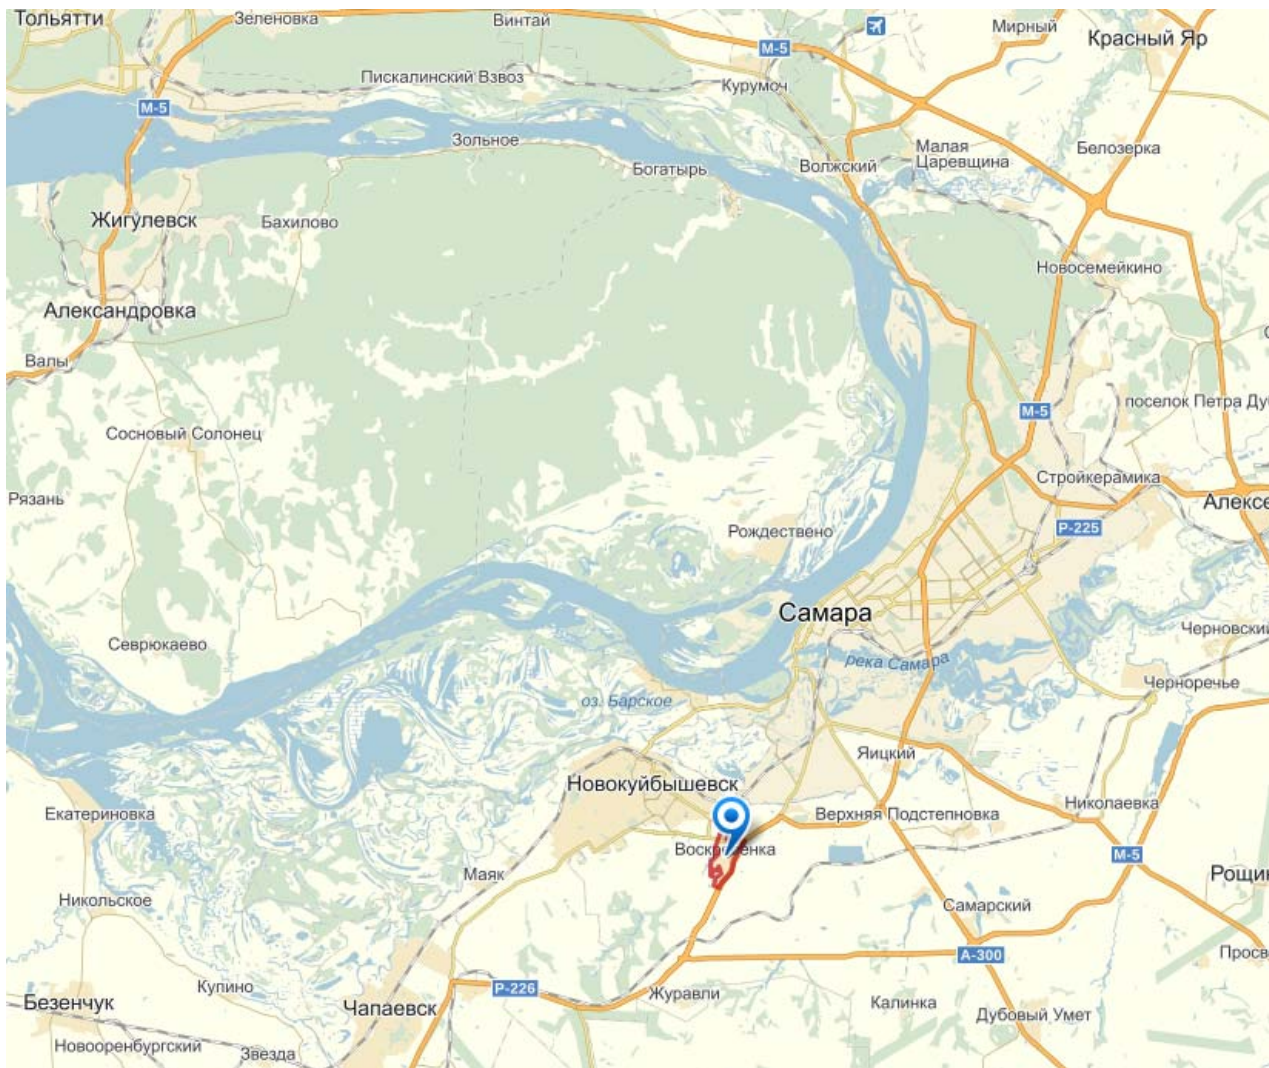 Тольятти
Зеленовка
Винтай
Мирный
Красный Яр
М-5
Пискалинский Взвоз
Курумоч
М-5
Зольное
Богатырь
Волжский
Малая
Царевщина
Белозерка
Жигулевск
Бахилово
Новосемейкино
Александровка
Валы
М-5
поселок Петра Ду
Сосновый Солонец
Рязань
Стройкерамика
Алексе
Рождествено
Р-225
Самара
Черновский
Севрюкаево
река Самара
Черноречье
оз. Барское
Яицкий
Новокуйбышевск
Екатериновка
Верхняя Подстепновка
Николаевка
М-5
Маяк
Рощи
Никольское
Самарский
А-300
Просв
Купино
Р-226
Журавли
Безенчук
Чапаевск
Калинка
Дубовый Умет
Новооренбургский
Звезда